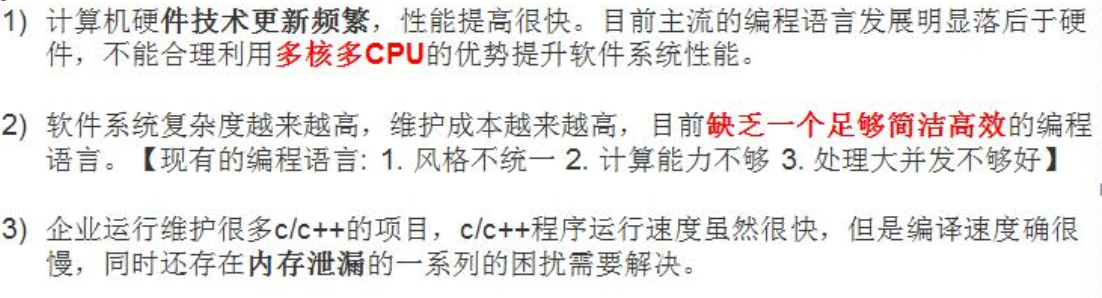 1) 计算机硬件技术更新频繁，性能提高很快。目前主流的编程语言发展明显落后于硬
件，不能合理利用多核多CPU的优势提升软件系统性能。
2) 软件系统复杂度越来越高，维护成本越来越高，目前缺乏一个足够简洁高效的编程
语言。【现有的编程语言: 1. 风格不统一 2. 计算能力不够 3. 处理大并发不够好】
3) 企业运行维护很多c/c++的项目，c/c++程序运行速度虽然很快，但是编译速度确很
慢，同时还存在内存泄漏的一系列的困扰需要解决。